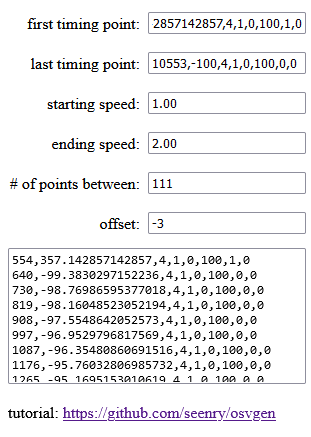 first timing point: 2857142857,4,1,0,100,1,0
last timing point: 10553,-100,4,1,0,100,0,0
starting speed: 1.00
ending speed: 2.00
# of points between: 111
offset: -3
554,357.142857142857,4,1,0,100,1,0
640,-99.3830297152236,4,1,0,100,0,0
730,-98.76986595377018,4,1,0,100,0,0
819,-98.16048523052194,4,1,0,100,0,0
908,-97.5548642052573,4,1,0,100,0,0
997,-96.9529796817569,4,1,0,100,0,0
1087,-96.35480860691516,4,1,0,100,0,0
1176,-95.76032806985732,4,1,0,100,0,0
1265,-95.1695153010619,4,1,0,100,0,0
tutorial: https://github.com/seenry/osvgen